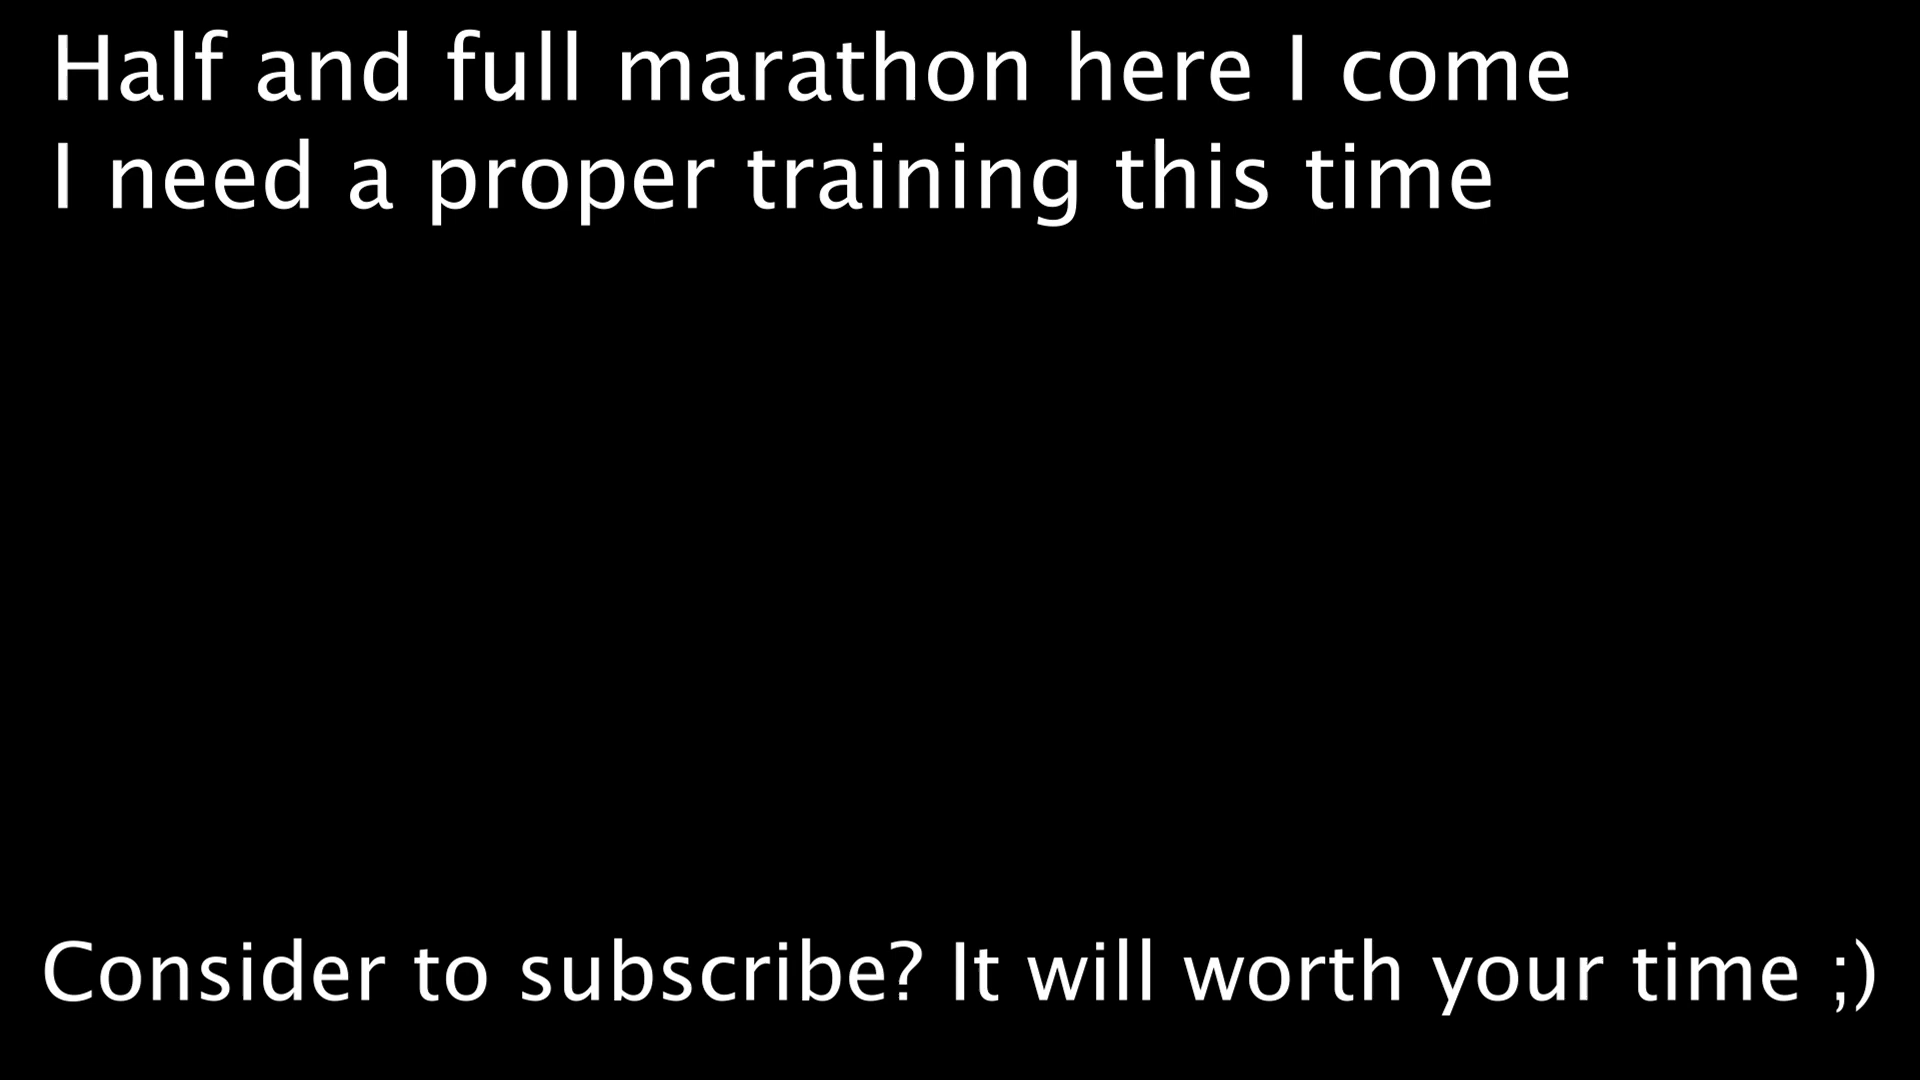 Half and full marathon here I come
I need a proper training this time
Consider to subscribe? It will worth your time ;)